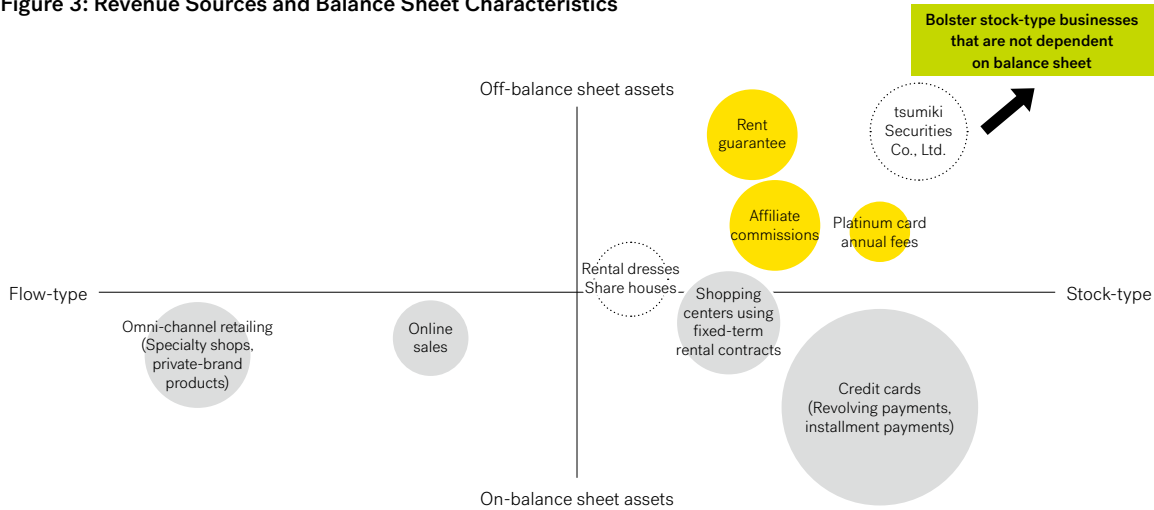 Figure 3: Revenue Sources and Balance Sheet Characteristics
Bolster stock-type businesses
that are not dependent
on balance sheet
Off-balance sheet assets
tsumiki
Securities
Co., Ltd.
Rent
guarantee
Affiliate
commissions
Platinum card
annual fees
Rental dresses
Share houses
Flow-type
Stock-type
Omni-channel retailing
(Specialty shops,
private-brand
products)
Online
sales
Shopping
centers using
fixed-term
rental contracts
Credit cards
(Revolving payments,
installment payments)
On-balance sheet assets